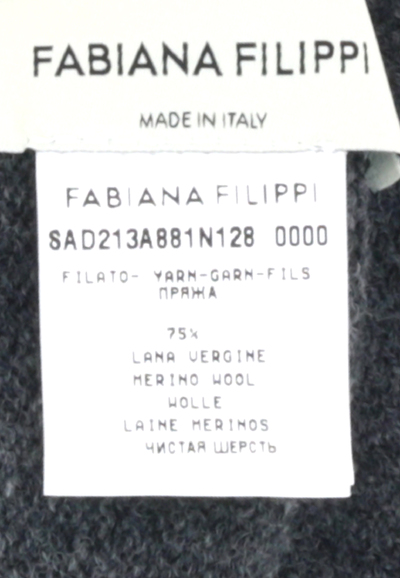 FABIANA FILIPPI
MADE IN ITALY
FABIANA FILIPPI
SAD213A881N128 0000
FILATO- YARN-GARN-FILS
ПРЯЖА
75%
LANA VERGINE
MERINO WOOL
WOLLE
LAINE MERINOS
ЧИСТАЯ ШЕРСТЬ